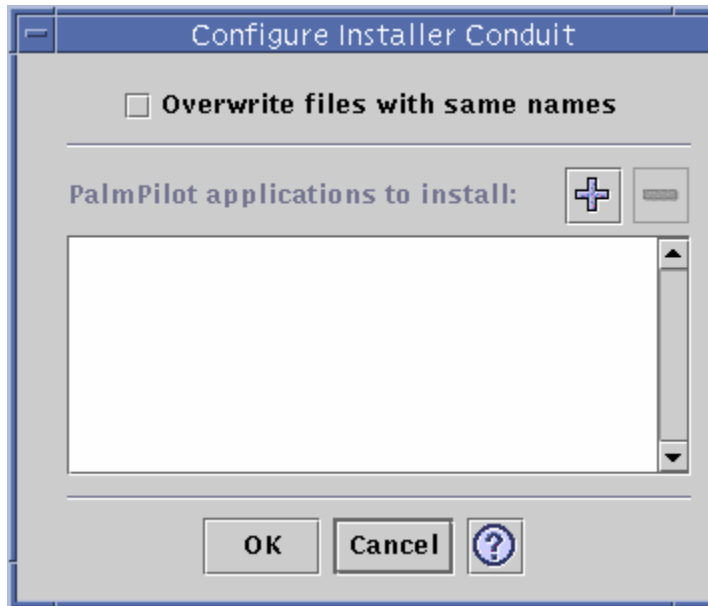 Configure Installer Conduit
Overwrite files with same names
PalmPilot applications to install:
OK Cancel ?